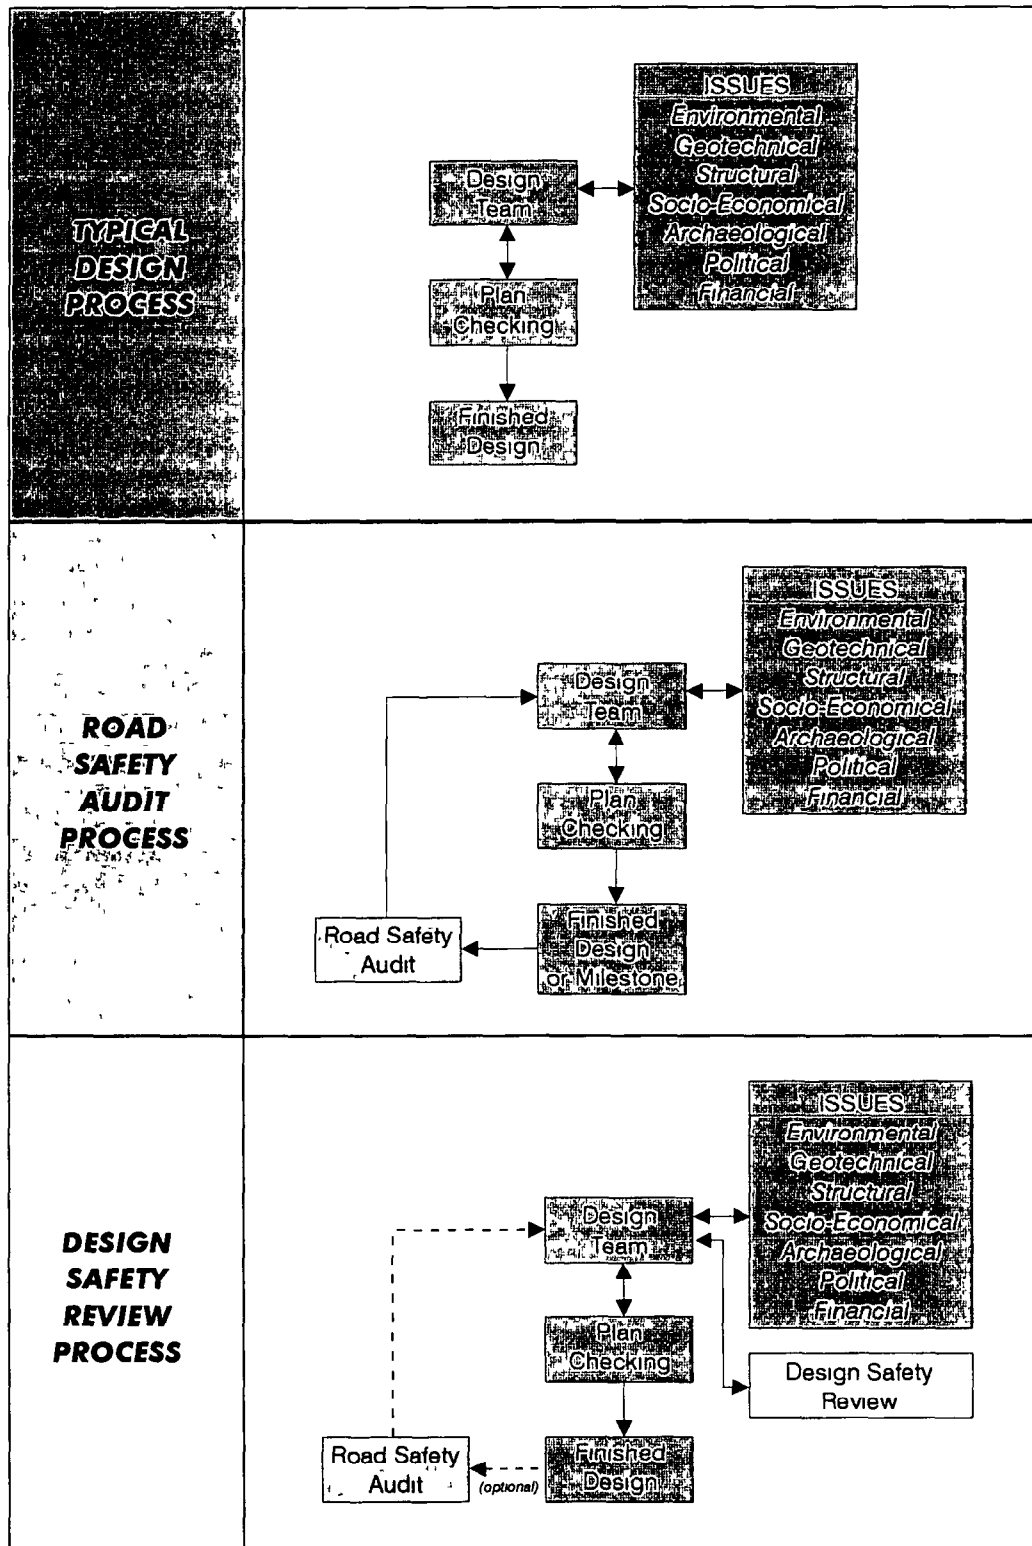 TYPICAL
DESIGN
PROCESS
ISSUES
Environmental
Geotechnical
Structural
Socio-Economical
Archaeological
Political
Financial
Design
Team
Plan
Checking
Finished
Design
ROAD
SAFETY
AUDIT
PROCESS
ISSUES
Environmental
Geotechnical
Structural
Socio-Economical
Archaeological
Political
Financial
Design
Team
Plan
Checking
Finished
Design
or Milestone
Road Safety
Audit
DESIGN
SAFETY
REVIEW
PROCESS
ISSUES
Environmental
Geotechnical
Structural
Socio-Economical
Archaeological
Political
Financial
Design
Team
Plan
Checking
Design Safety
Review
Finished
Design
(optional)
Road Safety
Audit